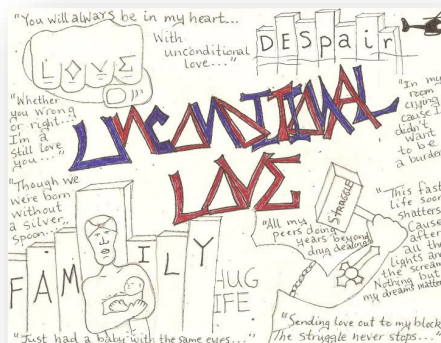 "You will always be in my heart...
With
unconditional
love..."
LOVE
DESpair
"Whether
you wrong
or right...
I'm a
still love
you..."
UNCONDITIONAL
LOVE
"In my
room
crying
cause I
didn't
want
to be
a burden
"Though we
were born
without
a silver
spoon..."
FAMILY
HUG
IFE
"All my
peers doing
years beyond
drug dealing
STRUGGLE
"This fast
life soon
shatters
Cause
after
all the
lights and
the screams
Nothing but
my dreams matter
"Just had a baby with the same eyes..."
"Sending love out to my block
The struggle never stops..."